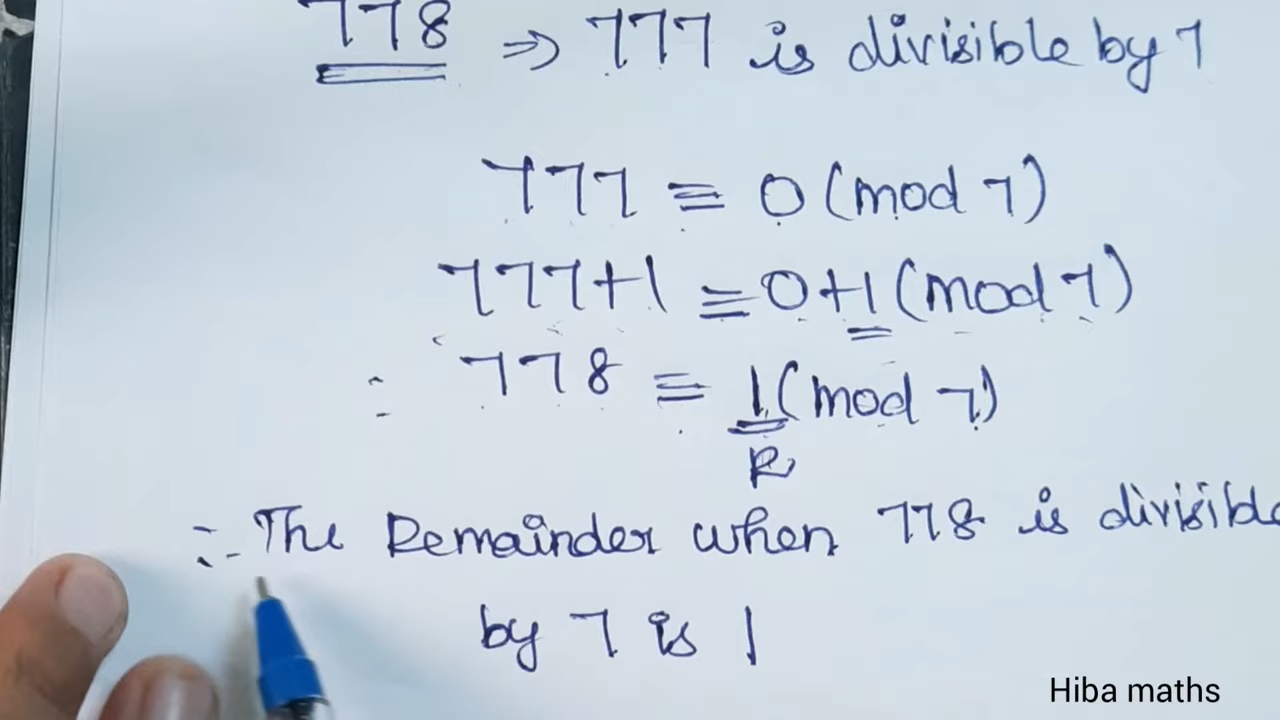 778 ⇒ 777 is divisible by 7
777 ≡ 0 (mod 7)
777+1 ≡ 0+1 (mod 7)
∴ 778 ≡ 1 (mod 7)
R
∴ The Remainder when 778 is divisible
by 7 is 1
Hiba maths